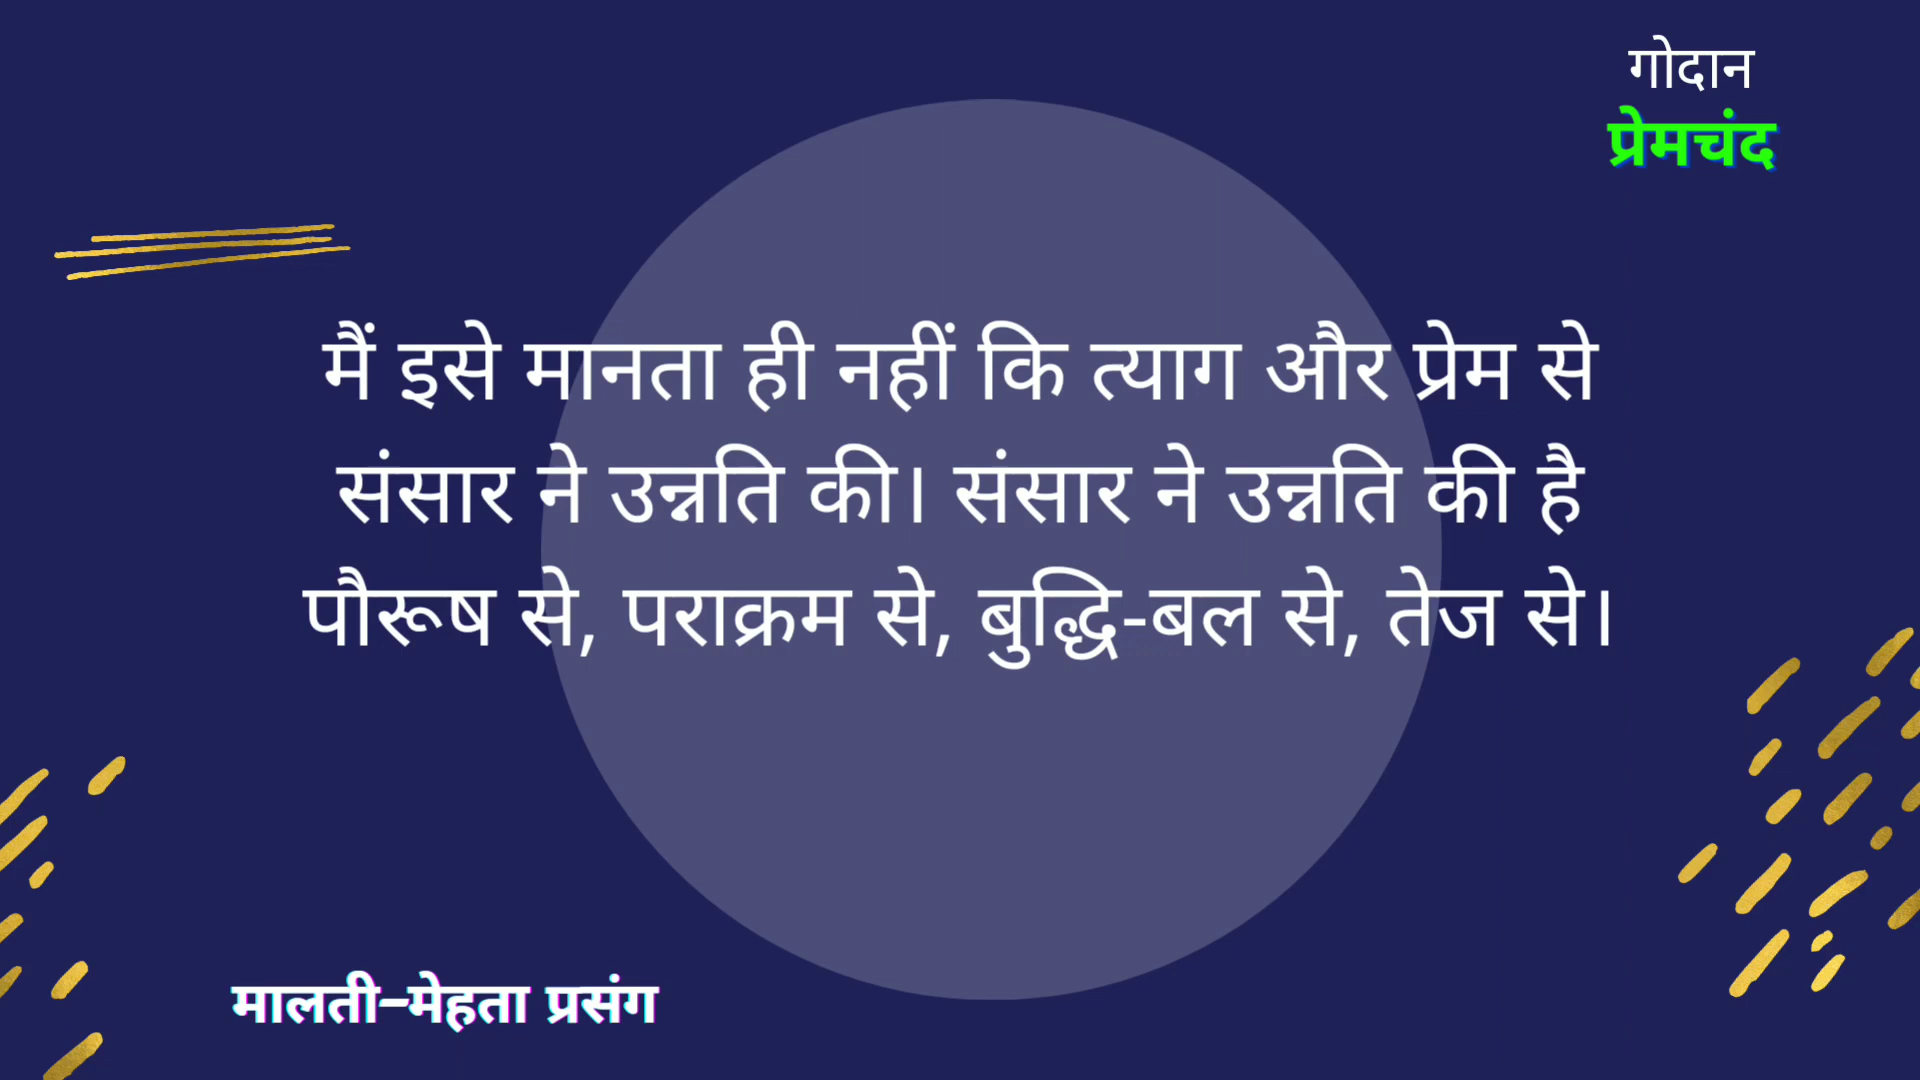 गोदान
प्रेमचंद
मैं इसे मानता ही नहीं कि त्याग और प्रेम से
संसार ने उन्नति की। संसार ने उन्नति की है
पौरूष से, पराक्रम से, बुद्धि-बल से, तेज से।
मालती–मेहता प्रसंग